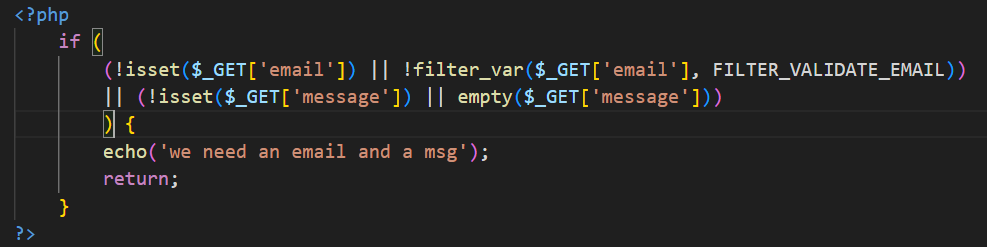 <?php
    if (
        (!isset($_GET['email']) || !filter_var($_GET['email'], FILTER_VALIDATE_EMAIL))
        || (!isset($_GET['message']) || empty($_GET['message']))
        ) {
        echo('we need an email and a msg');
        return;
    }
?>